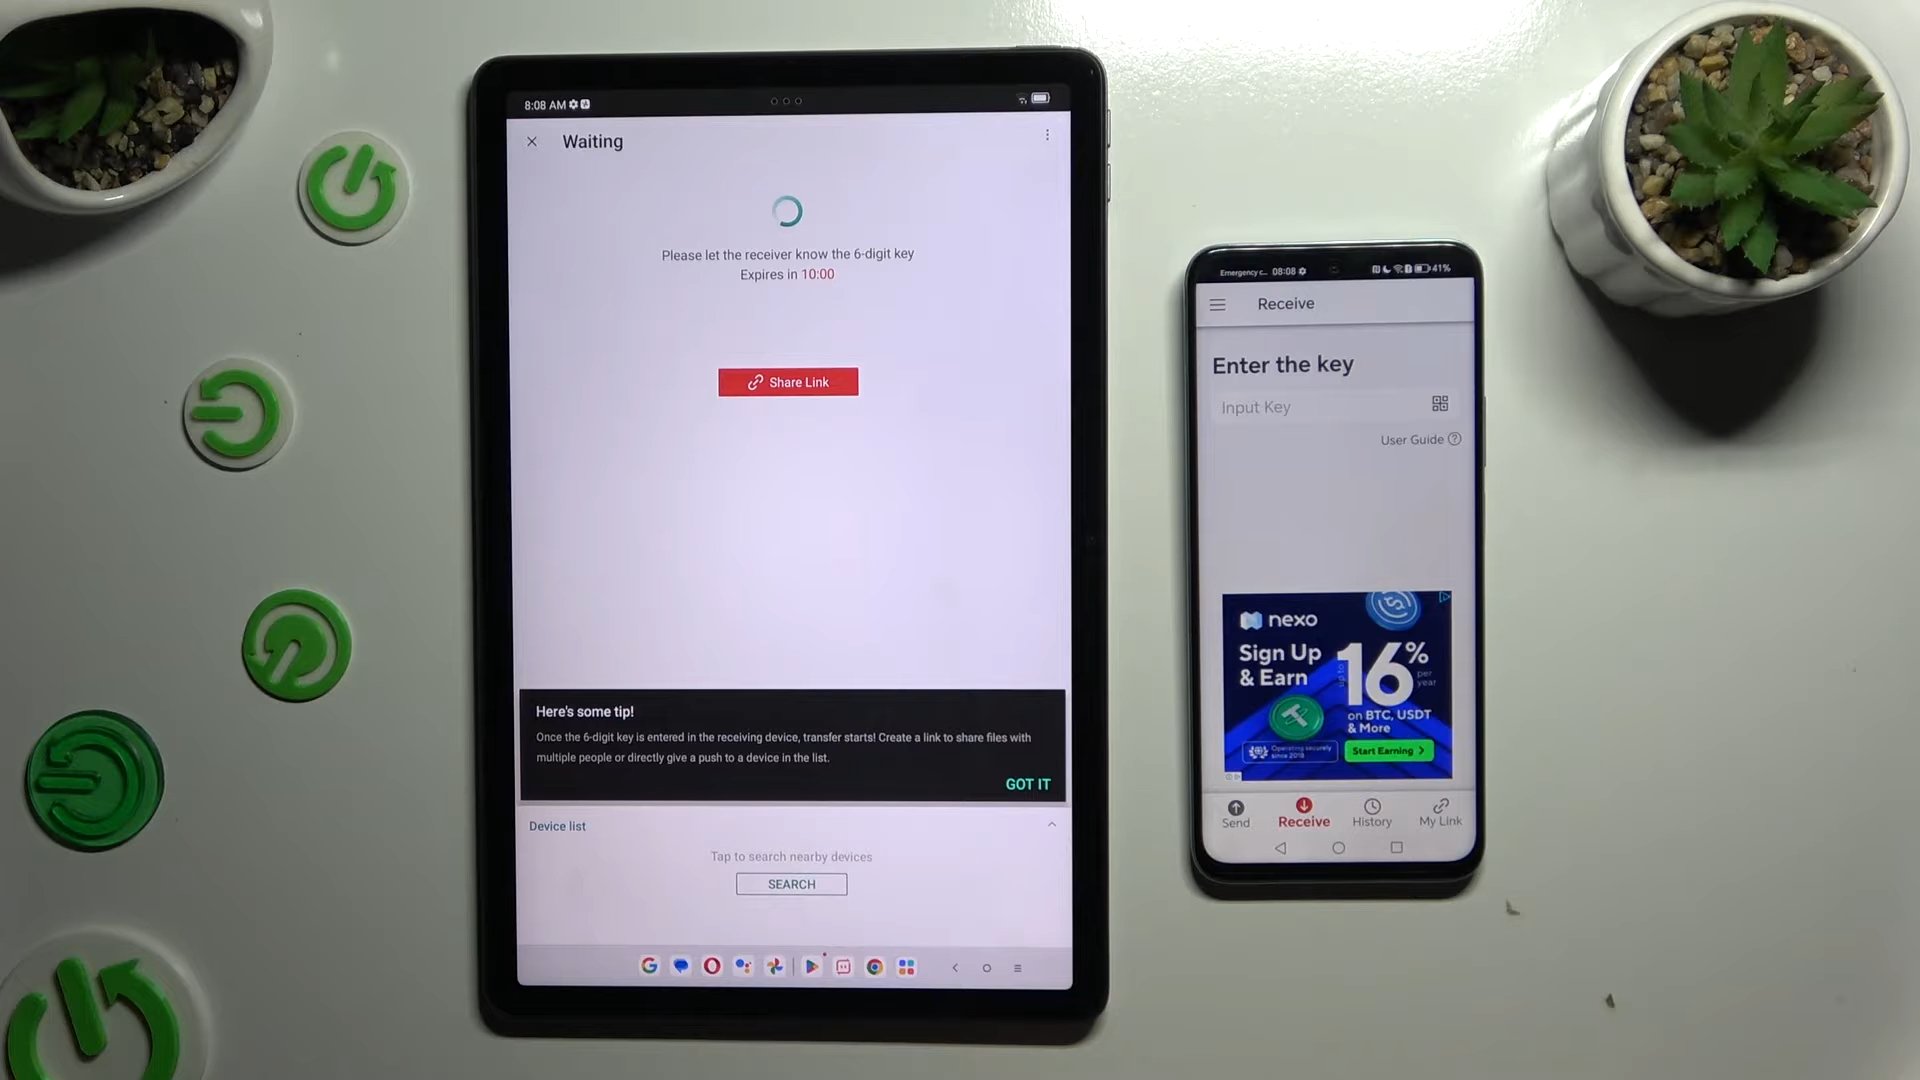 8:08 AM
Waiting
Please let the receiver know the 6-digit key
Expires in 10:00
Share Link
Here's some tip!
Once the 6-digit key is entered in the receiving device, transfer starts! Create a link to share files with
multiple people or directly give a push to a device in the list.
GOT IT
Device list
Tap to search nearby devices
SEARCH
Emergency c... 08:08 41%
Receive
Enter the key
Input Key
User Guide
nexo
Sign Up
& Earn
up to 16% per year
on BTC, USDT
& More
Operating securely
since 2018
Start Earning >
Send Receive History My Link